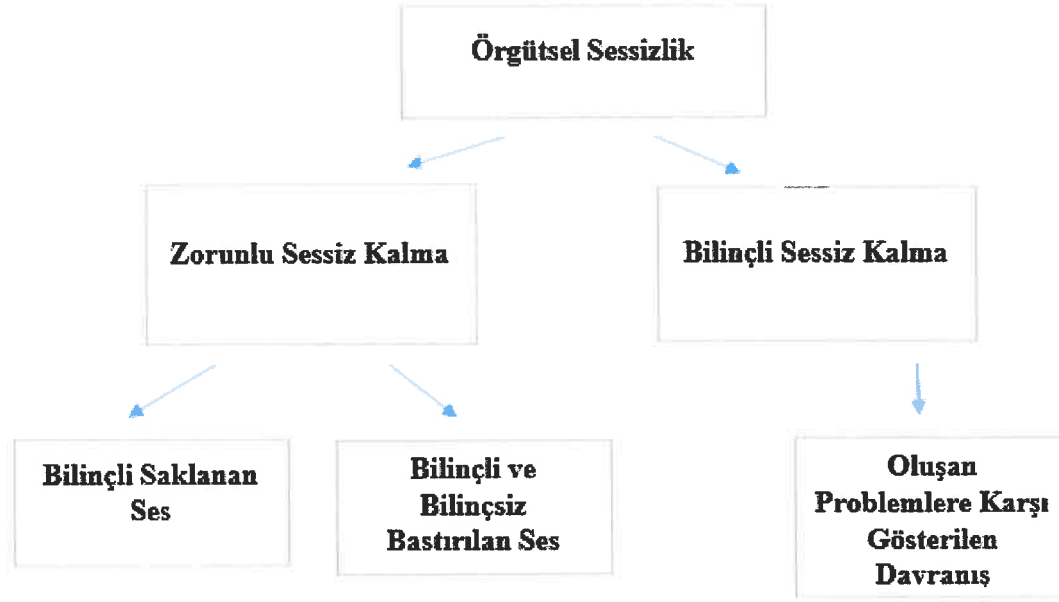 Örgütsel Sessizlik
Zorunlu Sessiz Kalma
Bilinçli Sessiz Kalma
Bilinçli Saklanan
Ses
Bilinçli ve
Bilinçsiz
Bastırılan Ses
Oluşan
Problemlere Karşı
Gösterilen
Davranış